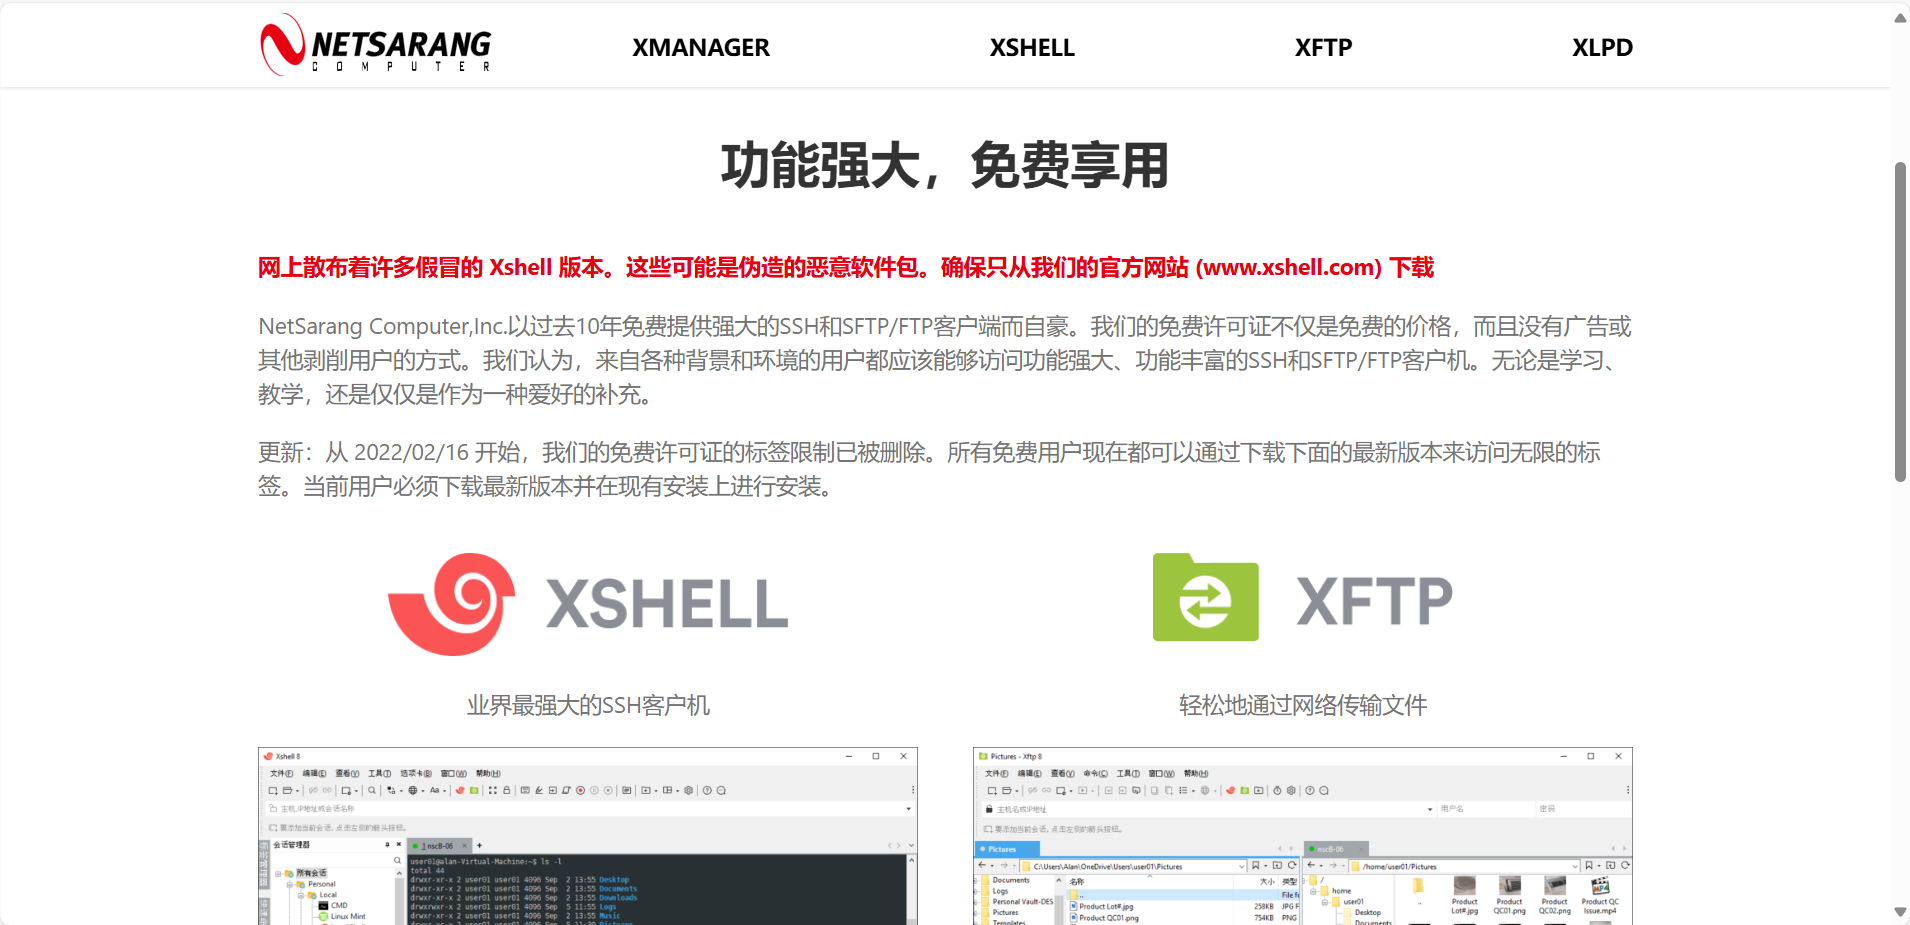 NETSARANG
COMPUTER
XMANAGER
XSHELL
XFTP
XLPD
功能强大，免费享用
网上散布着许多假冒的 Xshell 版本。这些可能是伪造的恶意软件包。确保只从我们的官方网站 (www.xshell.com) 下载
NetSarang Computer,Inc.以过去10年免费提供强大的SSH和SFTP/FTP客户端而自豪。我们的免费许可证不仅是免费的价格，而且没有广告或
其他剥削用户的方式。我们认为，来自各种背景和环境的用户都应该能够访问功能强大、功能丰富的SSH和SFTP/FTP客户机。无论是学习、
教学，还是仅仅是作为一种爱好的补充。
更新：从 2022/02/16 开始，我们的免费许可证的标签限制已被删除。所有免费用户现在都可以通过下载下面的最新版本来访问无限的标
签。当前用户必须下载最新版本并在现有安装上进行安装。
XSHELL
XFTP
业界最强大的SSH客户机
轻松地通过网络传输文件
Xshell 8
文件(F) 编辑(E) 查看(V) 工具(T) 选项卡(B) 窗口(W) 帮助(H)
主机,IP地址或会话名称
要添加当前会话，点击左侧的箭头按钮。
会话管理器
1 nscB-06
所有会话
Personal
Local
CMD
Linux Mint
user01@alan-Virtual-Machine:~$ ls -l
total 44
drwxr-xr-x 2 user01 user01 4096 Sep 2 13:55 Desktop
drwxr-xr-x 2 user01 user01 4096 Sep 2 13:55 Documents
drwxr-xr-x 2 user01 user01 4096 Sep 2 13:55 Downloads
drwxrwxrwx 2 user01 user01 4096 Sep 5 11:55 Logs
drwxr-xr-x 2 user01 user01 4096 Sep 2 13:55 Music
Pictures - Xftp 8
文件(F) 编辑(E) 查看(V) 命令(C) 工具(T) 窗口(W) 帮助(H)
主机名或IP地址
用户名
密码
要添加当前会话，点击左侧的箭头按钮。
Pictures
nscB-06
C:\Users\Alan\OneDrive\Users\user01\Pictures
/home/user01/Pictures
Documents
Logs
Personal Vault-DES
Pictures
Templates
名称 大小 类型
.. File fo
Product Lot#.jpg 258KB JPG F
Product QC01.png 754KB PNG
/
home
user01
Desktop
Documents
..
Product Lot#.jpg
Product QC01.png
Product QC02.png
Product QC Issue.mp4